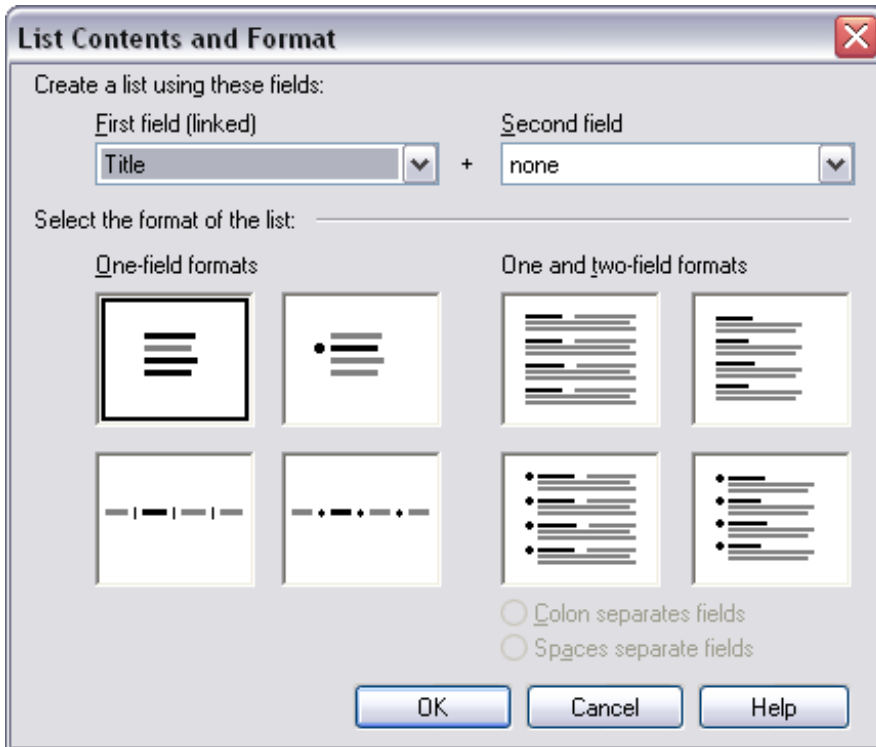 List Contents and Format
Create a list using these fields:
First field (linked)
Second field
Title
+
none
Select the format of the list:
One-field formats
One and two-field formats
Colon separates fields
Spaces separate fields
OK
Cancel
Help